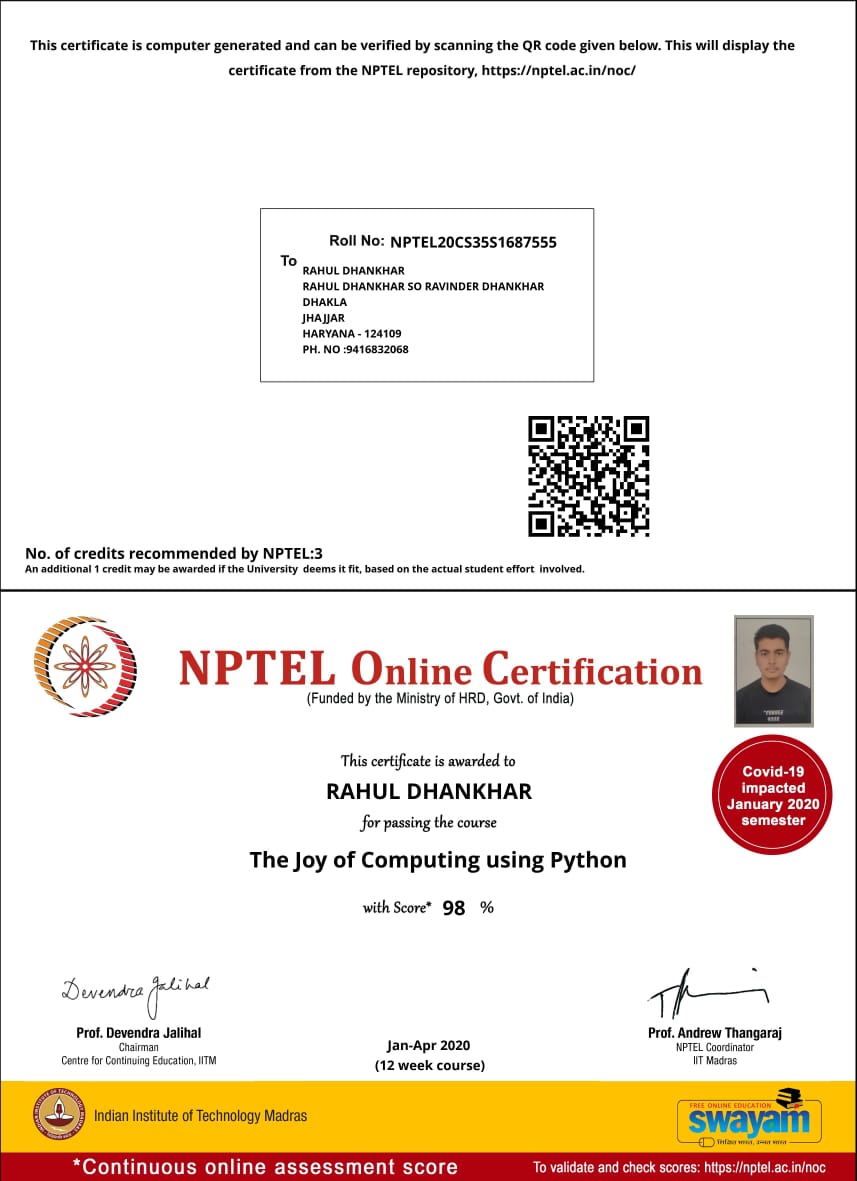 This certificate is computer generated and can be verified by scanning the QR code given below. This will display the
certificate from the NPTEL repository, https://nptel.ac.in/noc/
Roll No: NPTEL20CS35S1687555
To
RAHUL DHANKHAR
RAHUL DHANKHAR SO RAVINDER DHANKHAR
DHAKLA
JHAJJAR
HARYANA - 124109
PH. NO :9416832068
No. of credits recommended by NPTEL:3
An additional 1 credit may be awarded if the University deems it fit, based on the actual student effort involved.
NPTEL Online Certification
(Funded by the Ministry of HRD, Govt. of India)
This certificate is awarded to
RAHUL DHANKHAR
for passing the course
The Joy of Computing using Python
with Score* 98 %
Covid-19
impacted
January 2020
semester
Devendra Jalihal
Prof. Devendra Jalihal
Chairman
Centre for Continuing Education, IITM
Jan-Apr 2020
(12 week course)
Prof. Andrew Thangaraj
NPTEL Coordinator
IIT Madras
Indian Institute of Technology Madras
FREE ONLINE EDUCATION
swayam
शिक्षित भारत, उन्नत भारत
*Continuous online assessment score
To validate and check scores: https://nptel.ac.in/noc